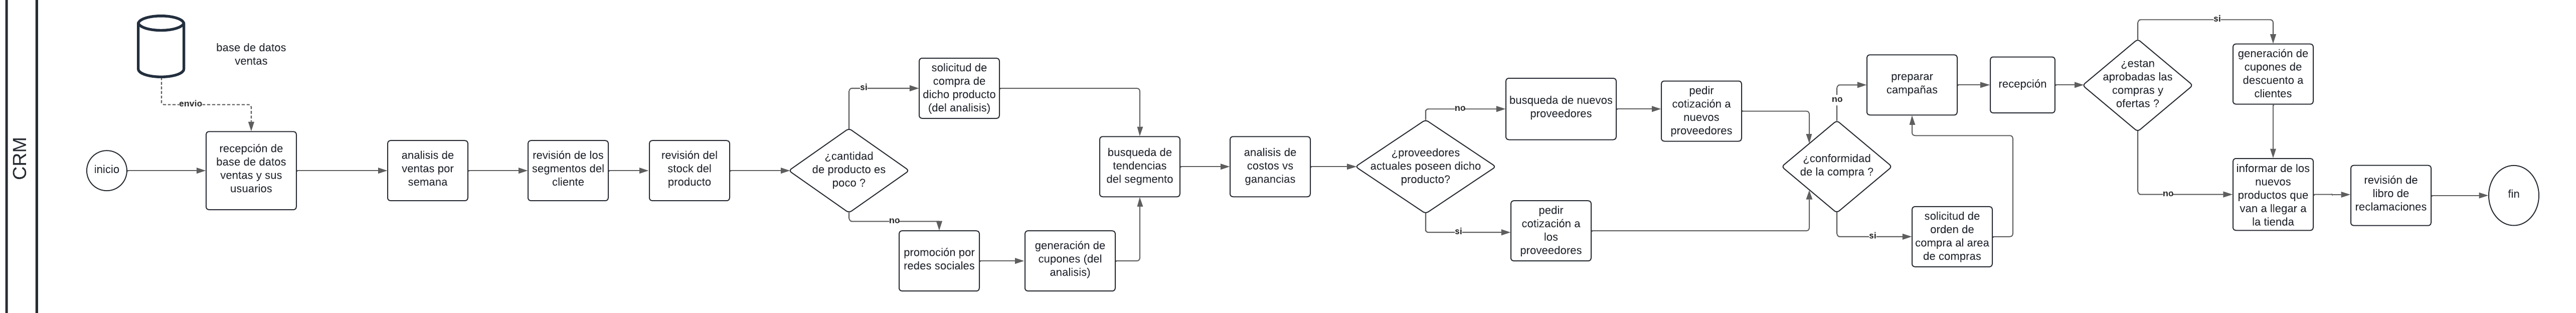 CRM
base de datos
ventas
envio
inicio
recepción de
base de datos
ventas y sus
usuarios
analisis de
ventas por
semana
revisión de los
segmentos del
cliente
revisión del
stock del
producto
¿cantidad
de producto es
poco ?
si
solicitud de
compra de
dicho producto
(del analisis)
no
promoción por
redes sociales
generación de
cupones (del
analisis)
busqueda de
tendencias
del segmento
analisis de
costos vs
ganancias
¿proveedores
actuales poseen dicho
producto?
no
busqueda de nuevos
proveedores
pedir
cotización a
nuevos
proveedores
si
pedir
cotización a
los
proveedores
¿conformidad
de la compra ?
no
preparar
campañas
si
solicitud de
orden de
compra al area
de compras
recepción
¿estan
aprobadas las
compras y
ofertas ?
si
generación de
cupones de
descuento a
clientes
no
informar de los
nuevos
productos que
van a llegar a
la tienda
revisión de
libro de
reclamaciones
fin